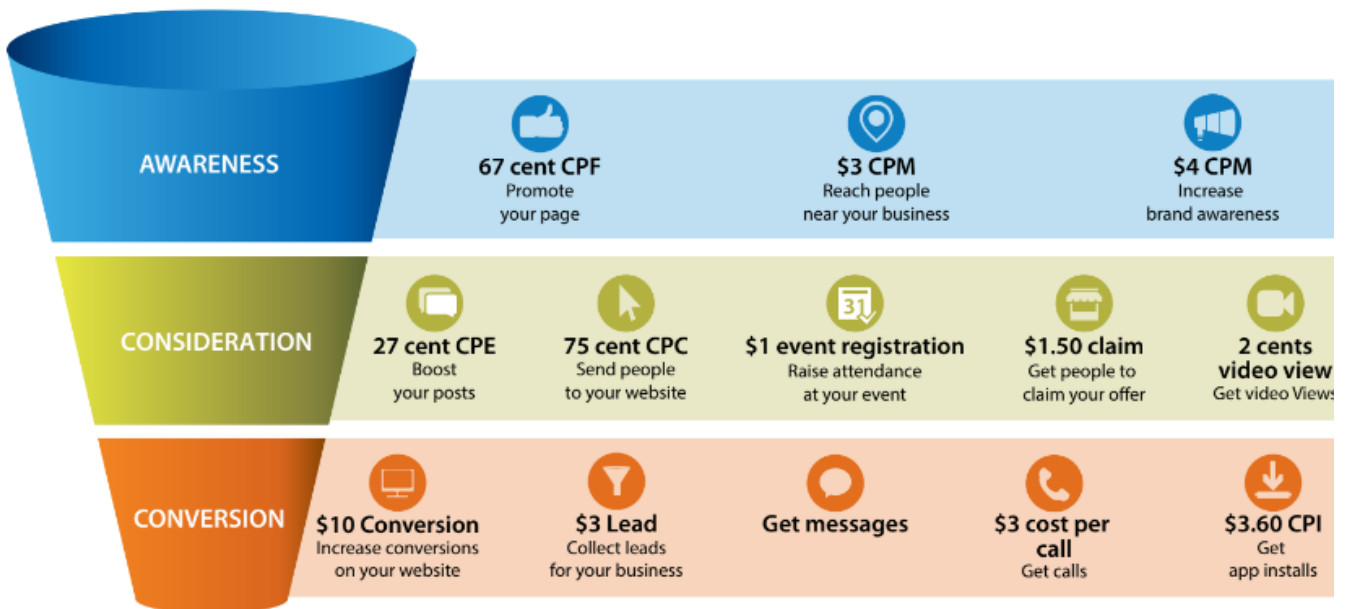 AWARENESS
67 cent CPF
Promote
your page
$3 CPM
Reach people
near your business
$4 CPM
Increase
brand awareness
CONSIDERATION
27 cent CPE
Boost
your posts
75 cent CPC
Send people
to your website
31
$1 event registration
Raise attendance
at your event
$1.50 claim
Get people to
claim your offer
2 cents
video view
Get video Views
CONVERSION
$10 Conversion
Increase conversions
on your website
$3 Lead
Collect leads
for your business
Get messages
$3 cost per
call
Get calls
$3.60 CPI
Get
app installs